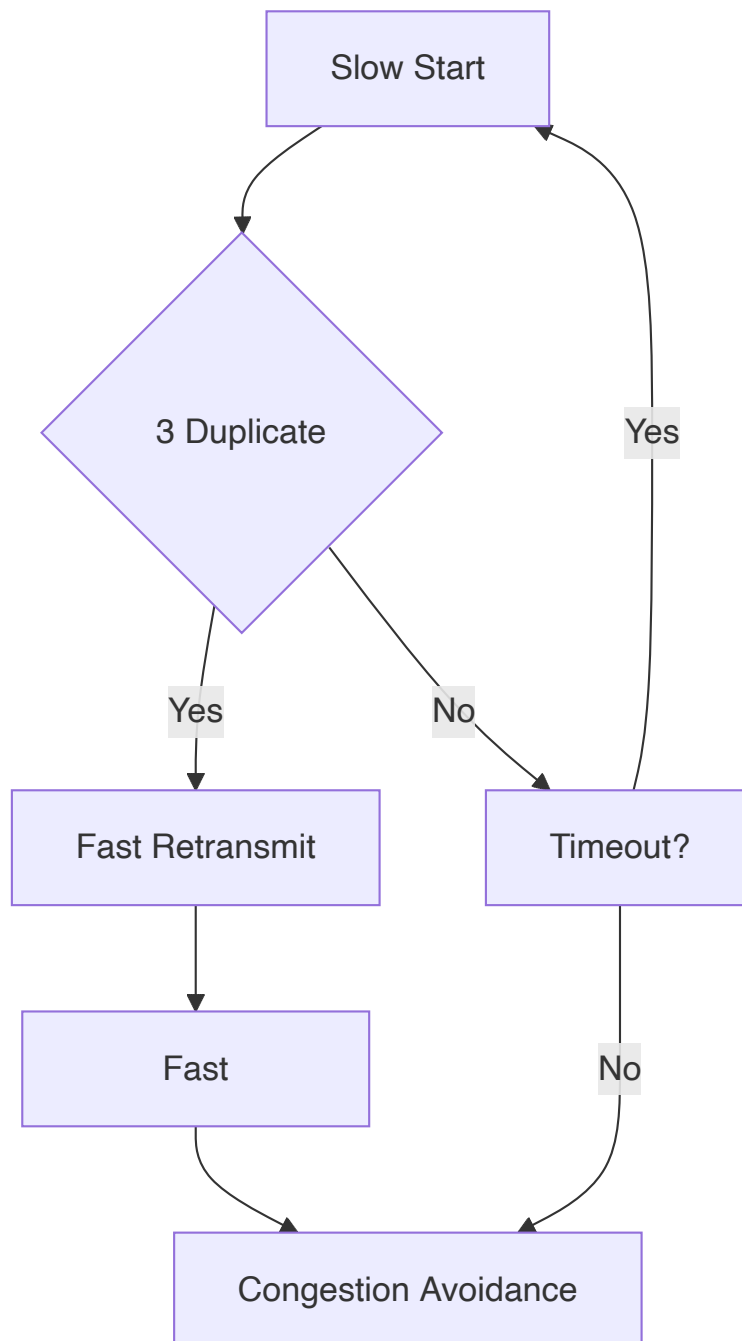 Slow Start
3 Duplicate
Yes
Yes
No
Fast Retransmit
Timeout?
Fast
No
Congestion Avoidance